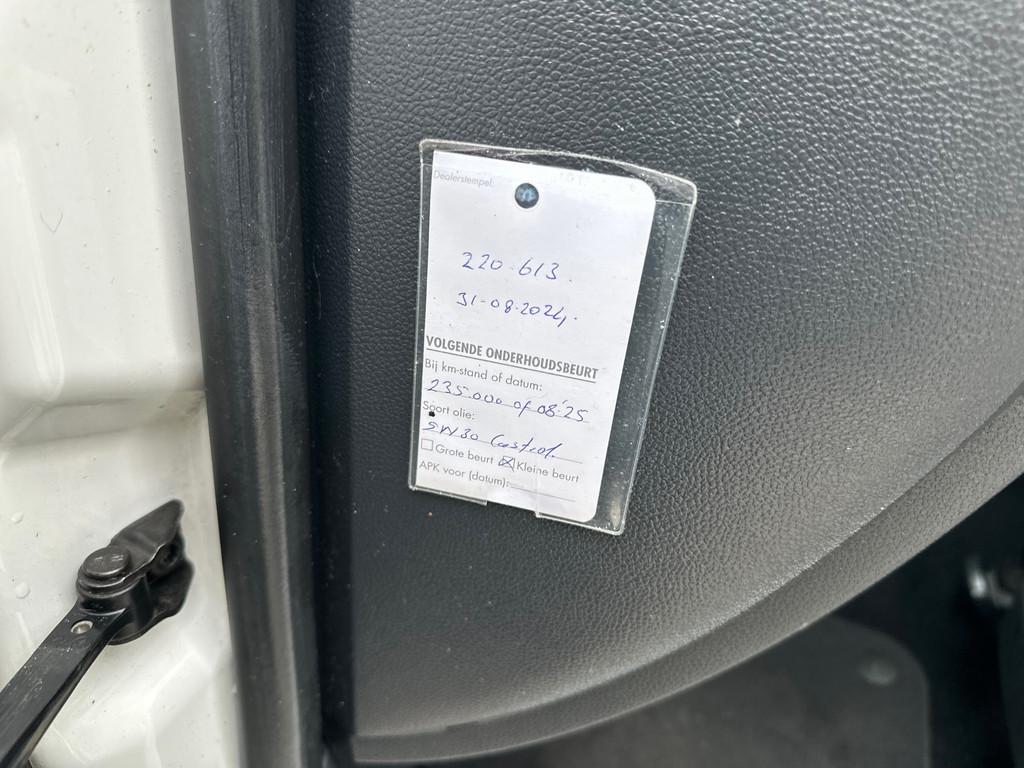 Dealerstempel:
220.613.
31-08-2024.
VOLGENDE ONDERHOUDSBEURT
Bij km-stand of datum:
235.000 of 08'25
Soort olie:
5W30 Castrol.
Grote beurt Kleine beurt
APK voor (datum):